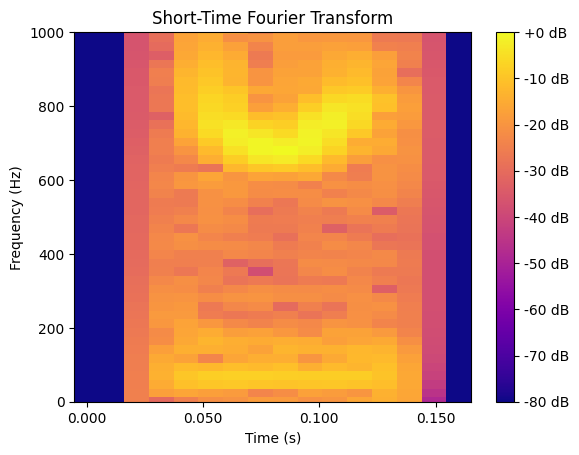 Short-Time Fourier Transform
1000
800
600
400
200
0
Frequency (Hz)
0.000
0.050
0.100
0.150
Time (s)
+0 dB
-10 dB
-20 dB
-30 dB
-40 dB
-50 dB
-60 dB
-70 dB
-80 dB